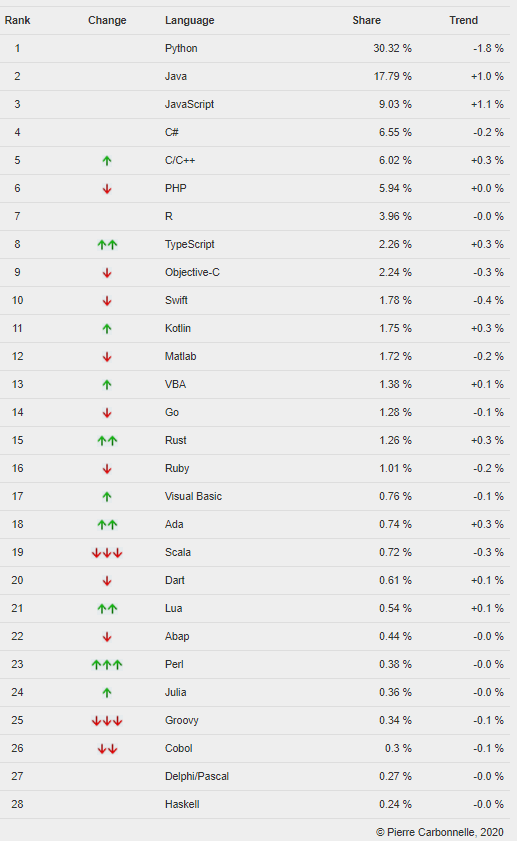 Rank Change Language Share Trend
1 Python 30.32 % -1.8 %
2 Java 17.79 % +1.0 %
3 JavaScript 9.03 % +1.1 %
4 C# 6.55 % -0.2 %
5 ↑ C/C++ 6.02 % +0.3 %
6 ↓ PHP 5.94 % +0.0 %
7 R 3.96 % -0.0 %
8 ↑↑ TypeScript 2.26 % +0.3 %
9 ↓ Objective-C 2.24 % -0.3 %
10 ↓ Swift 1.78 % -0.4 %
11 ↑ Kotlin 1.75 % +0.3 %
12 ↓ Matlab 1.72 % -0.2 %
13 ↑ VBA 1.38 % +0.1 %
14 ↓ Go 1.28 % -0.1 %
15 ↑↑ Rust 1.26 % +0.3 %
16 ↓ Ruby 1.01 % -0.2 %
17 ↑ Visual Basic 0.76 % -0.1 %
18 ↑↑ Ada 0.74 % +0.3 %
19 ↓↓↓ Scala 0.72 % -0.3 %
20 ↓ Dart 0.61 % +0.1 %
21 ↑↑ Lua 0.54 % +0.1 %
22 ↓ Abap 0.44 % -0.0 %
23 ↑↑↑ Perl 0.38 % -0.0 %
24 ↑ Julia 0.36 % -0.0 %
25 ↓↓↓ Groovy 0.34 % -0.1 %
26 ↓↓ Cobol 0.3 % -0.1 %
27 Delphi/Pascal 0.27 % -0.0 %
28 Haskell 0.24 % -0.0 %
© Pierre Carbonnelle, 2020